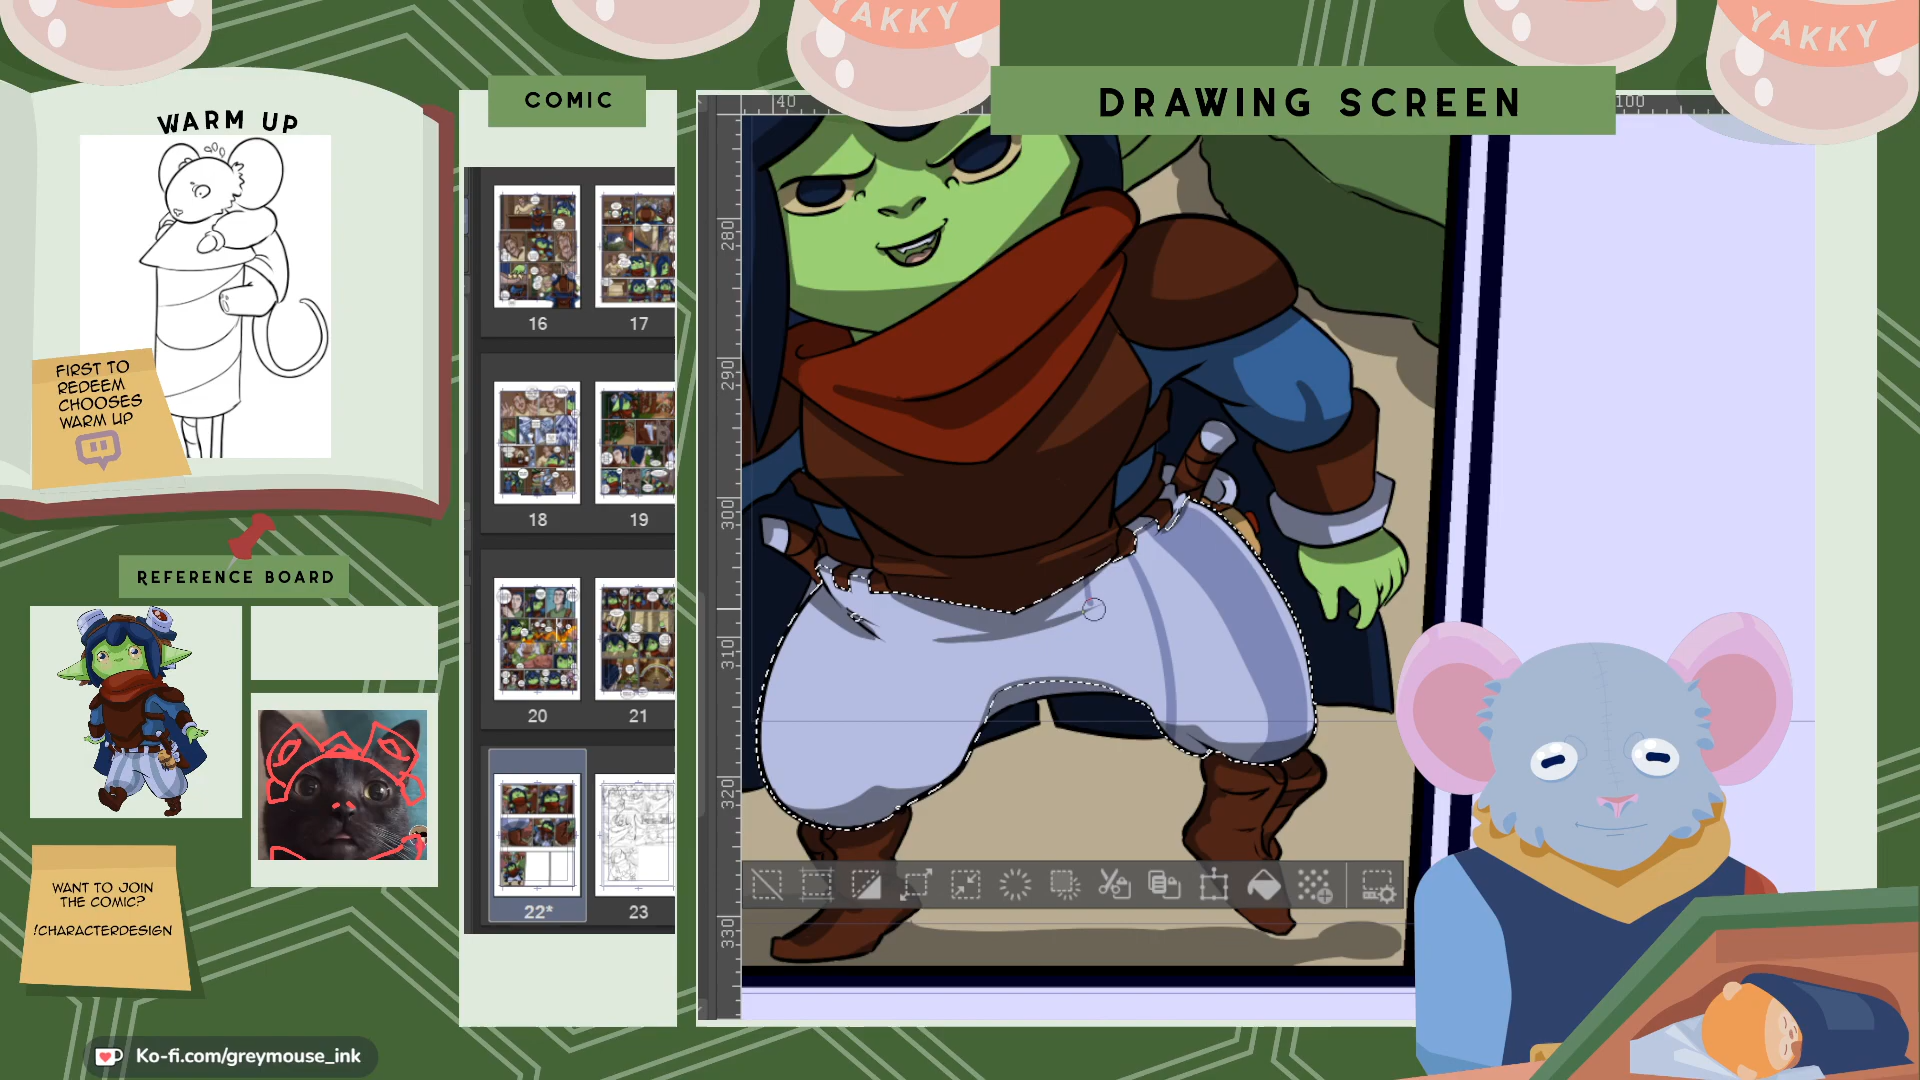 YAKKY
YAKKY
WARM UP
COMIC
DRAWING SCREEN
40
100
FIRST TO
REDEEM
CHOOSES
WARM UP
16
17
18
19
20
21
22*
23
280
290
300
310
320
330
REFERENCE BOARD
WANT TO JOIN
THE COMIC?
!CHARACTERDESIGN
Ko-fi.com/greymouse_ink